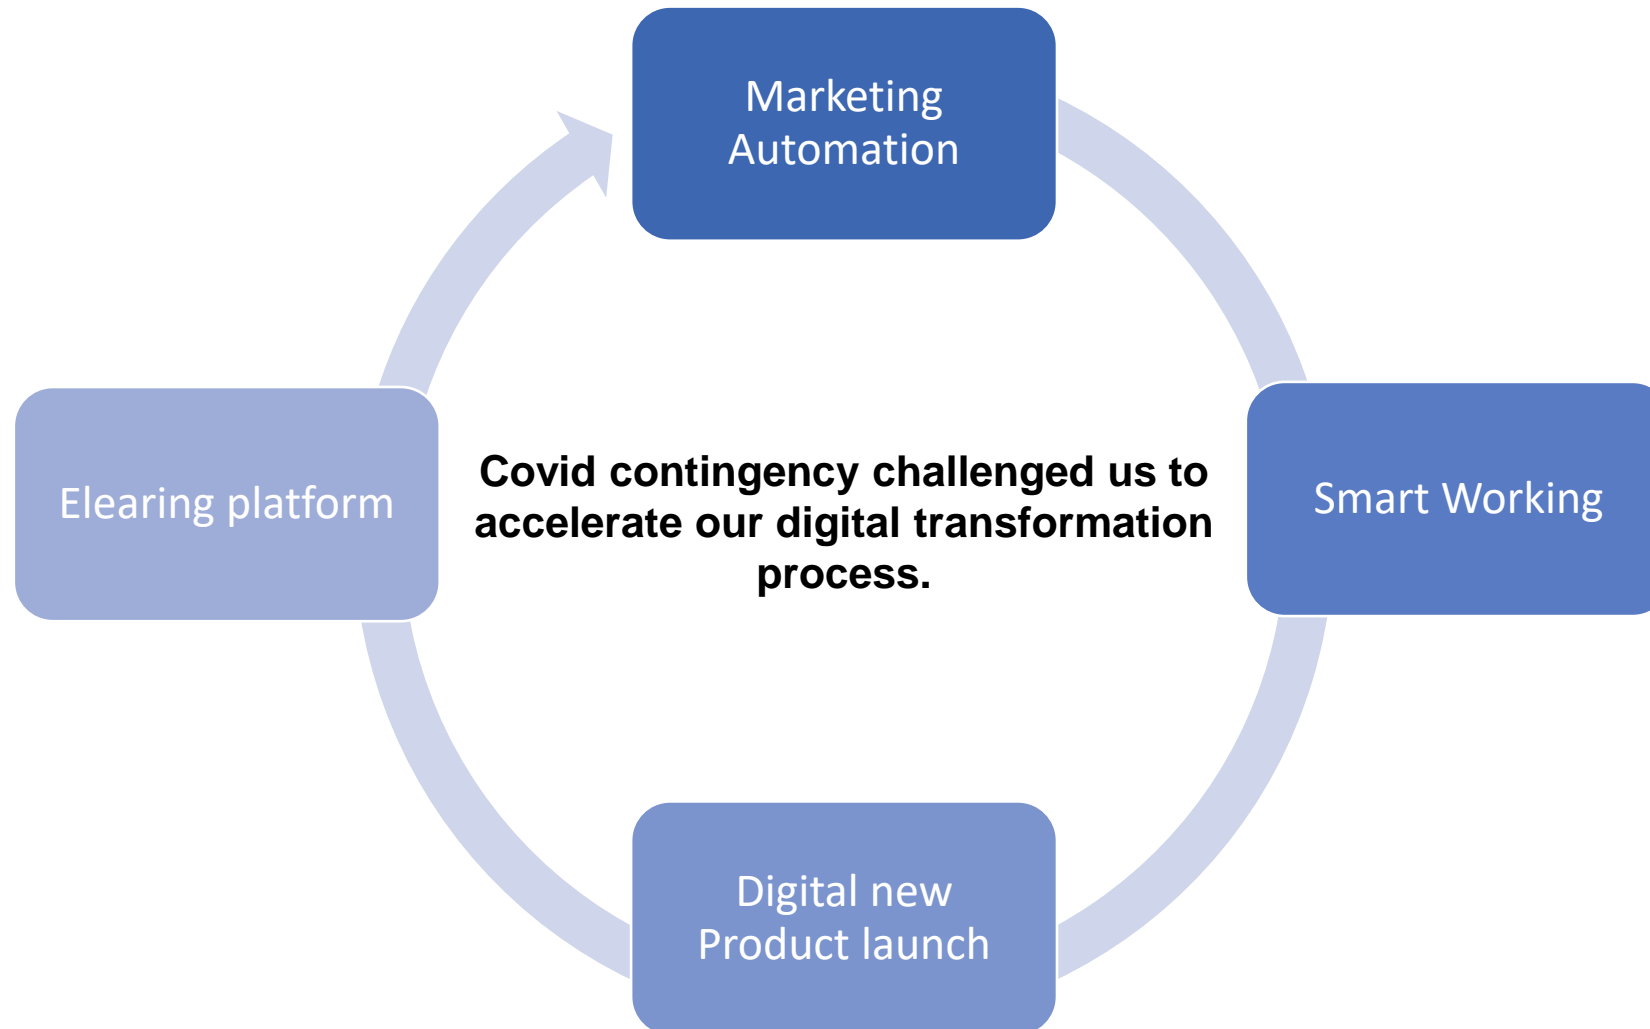 Marketing
Automation
Elearing platform
Covid contingency challenged us to
accelerate our digital transformation
process.
Smart Working
Digital new
Product launch